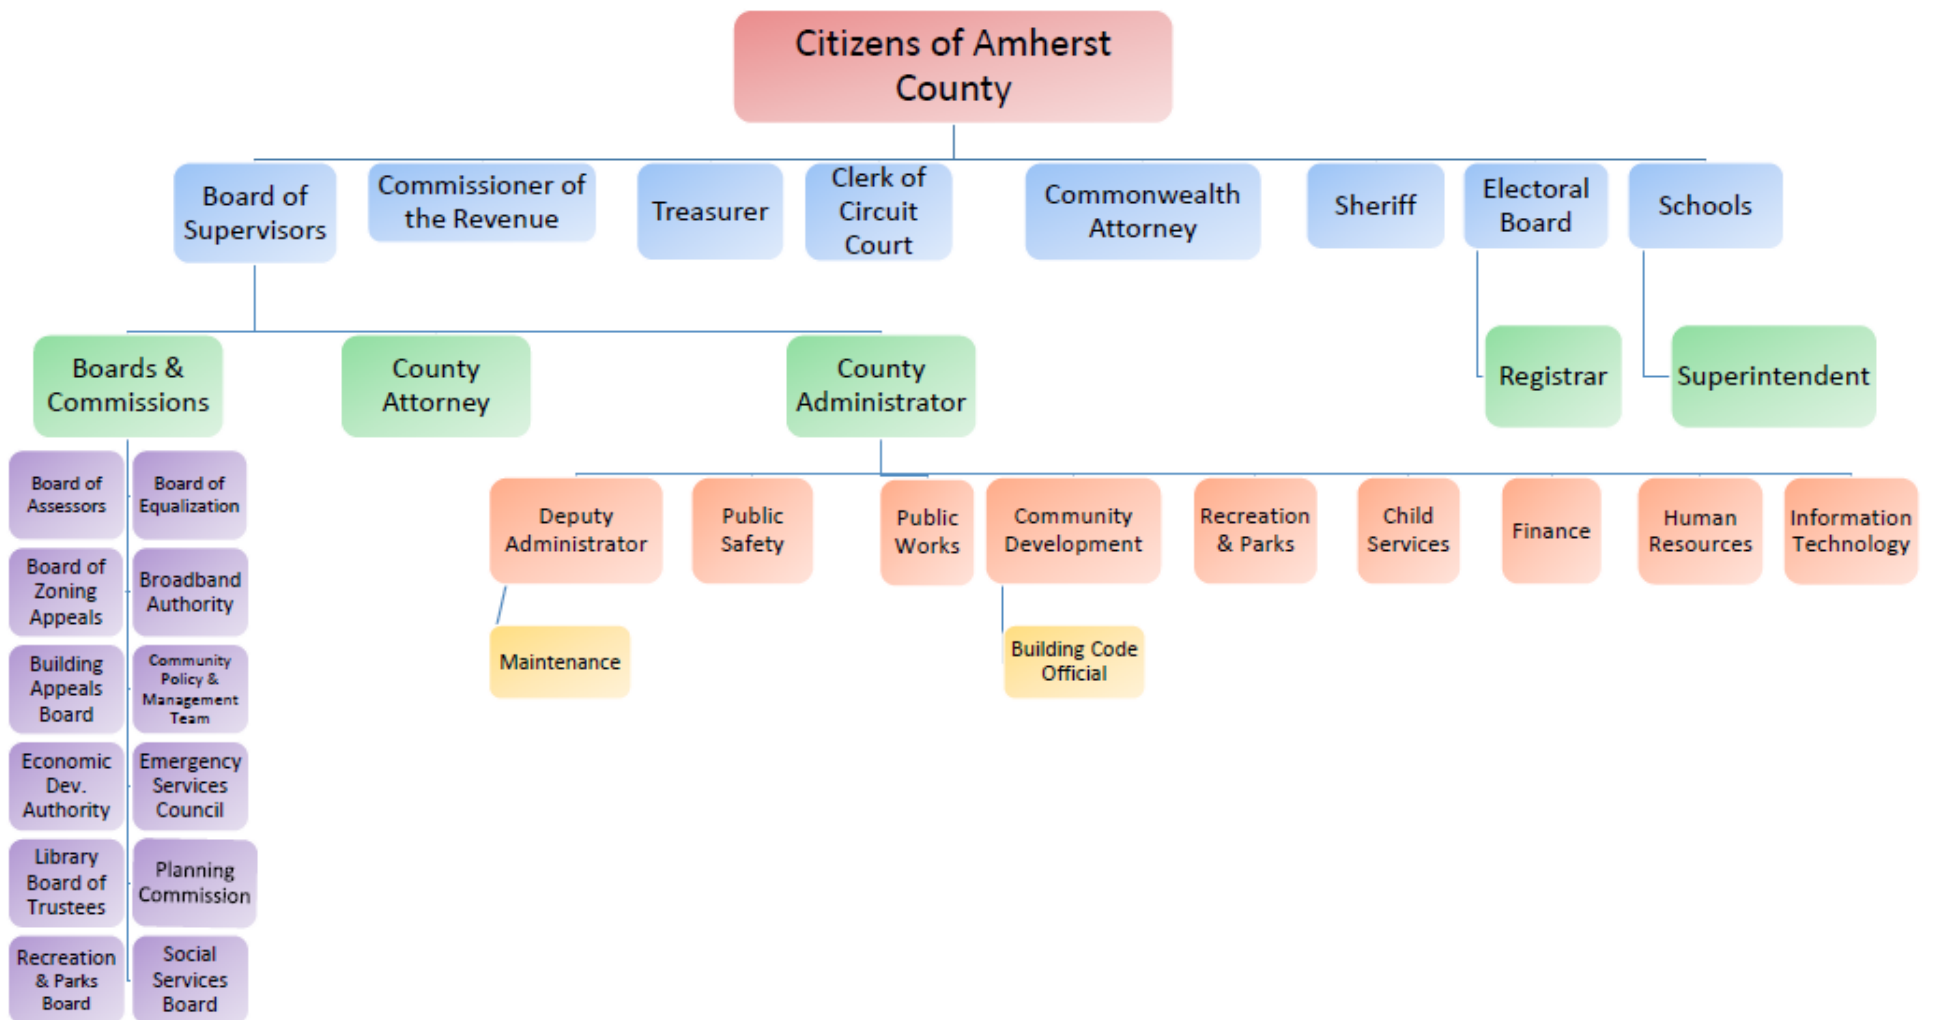 Citizens of Amherst
County
Board of
Supervisors
Commissioner of
the Revenue
Treasurer
Clerk of
Circuit
Court
Commonwealth
Attorney
Sheriff
Electoral
Board
Schools
Boards &
Commissions
County
Attorney
County
Administrator
Registrar
Superintendent
Board of
Assessors
Board of
Equalization
Board of
Zoning
Appeals
Broadband
Authority
Building
Appeals
Board
Community
Policy &
Management
Team
Economic
Dev.
Authority
Emergency
Services
Council
Library
Board of
Trustees
Planning
Commission
Recreation
& Parks
Board
Social
Services
Board
Deputy
Administrator
Public
Safety
Public
Works
Community
Development
Recreation
& Parks
Child
Services
Finance
Human
Resources
Information
Technology
Maintenance
Building Code
Official